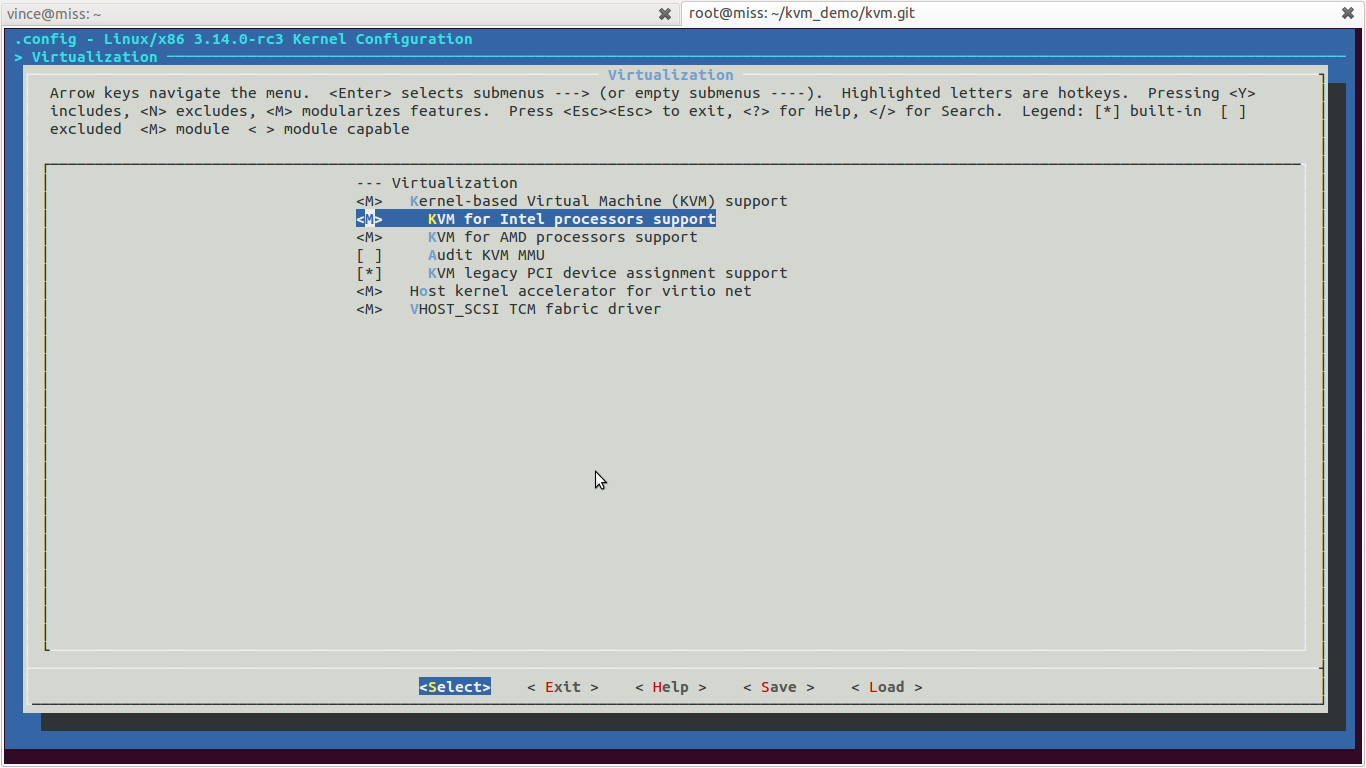 vince@miss: ~
root@miss: ~/kvm_demo/kvm.git
.config - Linux/x86 3.14.0-rc3 Kernel Configuration
> Virtualization
Virtualization
Arrow keys navigate the menu.  <Enter> selects submenus ---> (or empty submenus ----).  Highlighted letters are hotkeys.  Pressing <Y>
includes, <N> excludes, <M> modularizes features.  Press <Esc><Esc> to exit, <?> for Help, </> for Search.  Legend: [*] built-in  [ ]
excluded  <M> module  < > module capable
--- Virtualization
<M>   Kernel-based Virtual Machine (KVM) support
<M>     KVM for Intel processors support
<M>     KVM for AMD processors support
[ ]     Audit KVM MMU
[*]     KVM legacy PCI device assignment support
<M>   Host kernel accelerator for virtio net
<M>   VHOST_SCSI TCM fabric driver
<Select>    < Exit >    < Help >    < Save >    < Load >